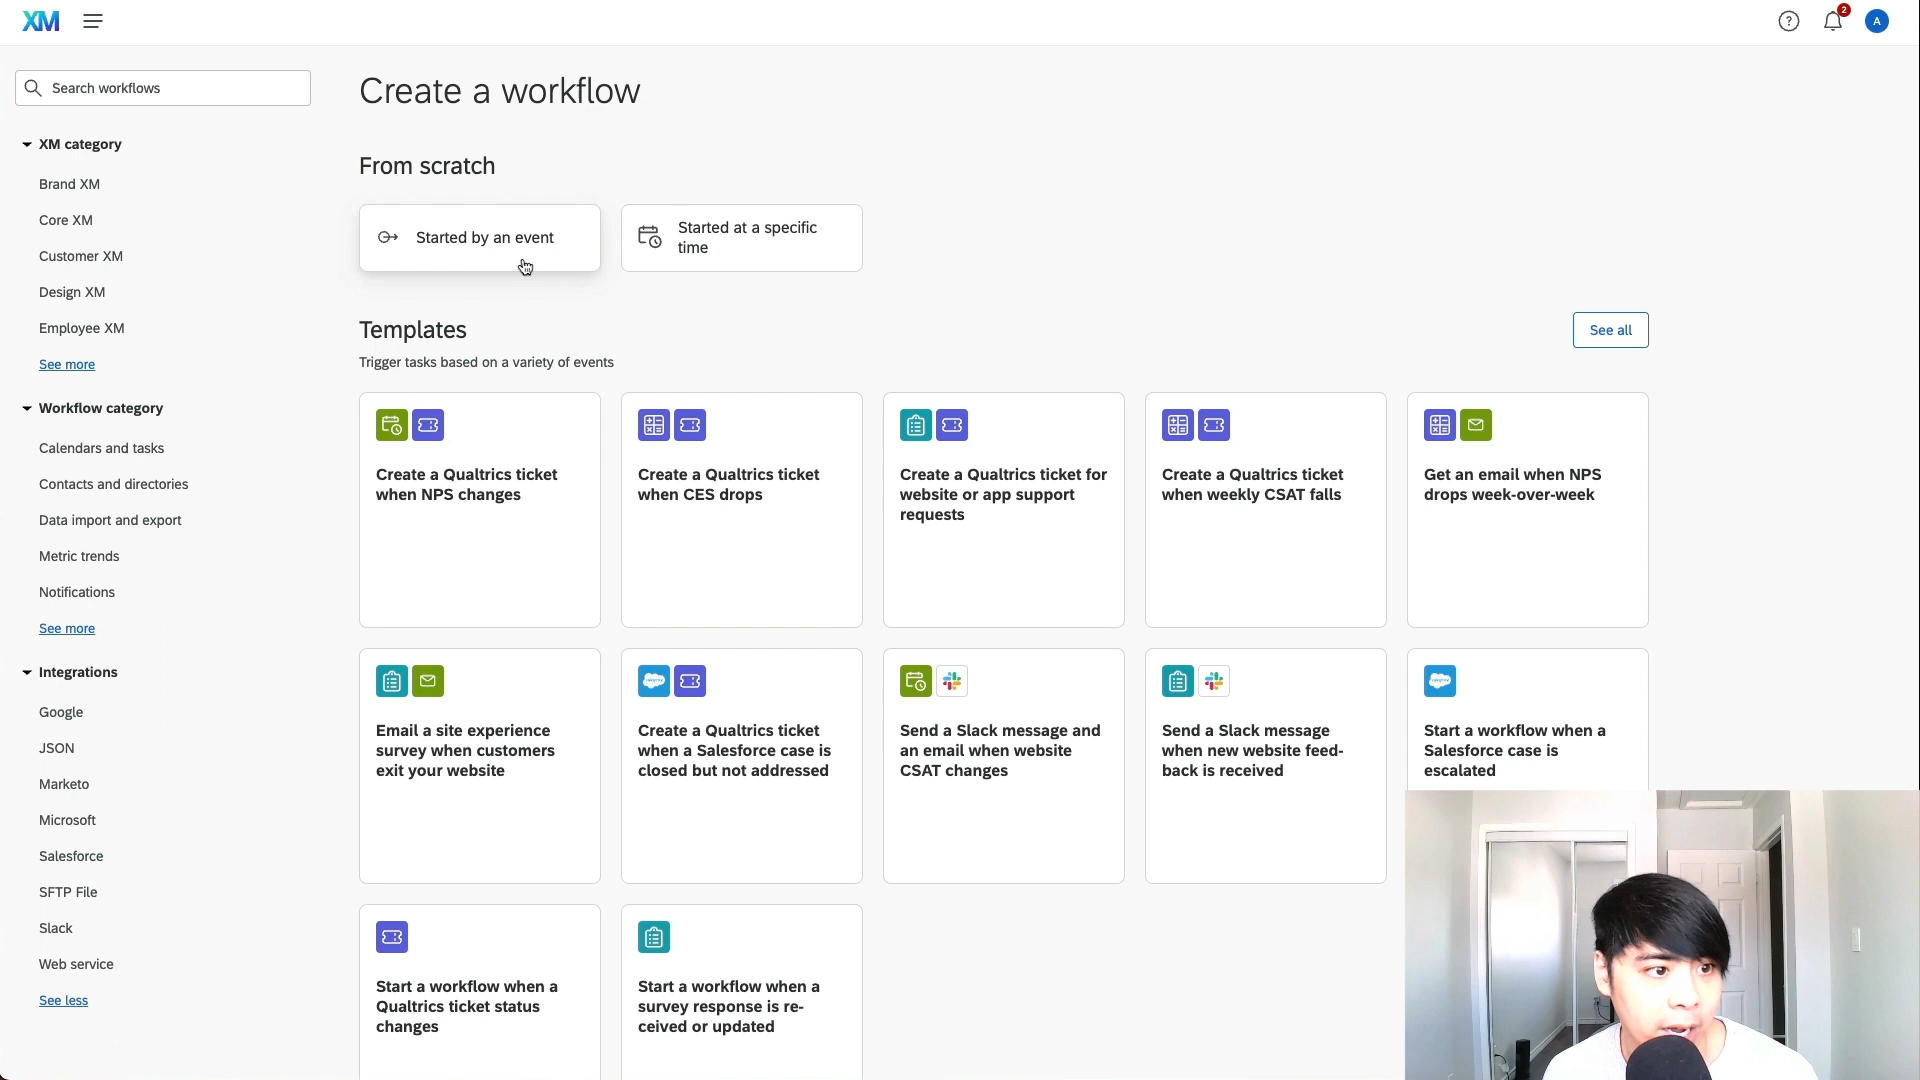 XM
2
A
Search workflows
XM category
Brand XM
Core XM
Customer XM
Design XM
Employee XM
See more
Workflow category
Calendars and tasks
Contacts and directories
Data import and export
Metric trends
Notifications
See more
Integrations
Google
JSON
Marketo
Microsoft
Salesforce
SFTP File
Slack
Web service
See less
Create a workflow
From scratch
Started by an event
Started at a specific
time
Templates
See all
Trigger tasks based on a variety of events
Create a Qualtrics ticket
when NPS changes
Create a Qualtrics ticket
when CES drops
Create a Qualtrics ticket for
website or app support
requests
Create a Qualtrics ticket
when weekly CSAT falls
Get an email when NPS
drops week-over-week
Email a site experience
survey when customers
exit your website
Create a Qualtrics ticket
when a Salesforce case is
closed but not addressed
Send a Slack message and
an email when website
CSAT changes
Send a Slack message
when new website feed-
back is received
Start a workflow when a
Salesforce case is
escalated
Start a workflow when a
Qualtrics ticket status
changes
Start a workflow when a
survey response is re-
ceived or updated